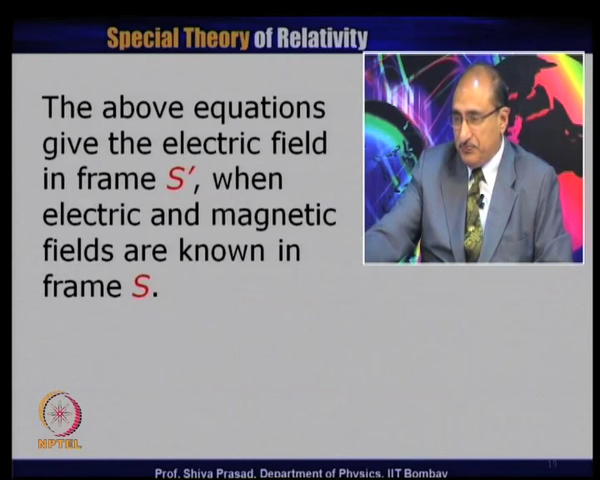 Special Theory of Relativity
The above equations
give the electric field
in frame S′, when
electric and magnetic
fields are known in
frame S.
NPTEL
19
Prof. Shiva Prasad, Department of Physics, IIT Bombay